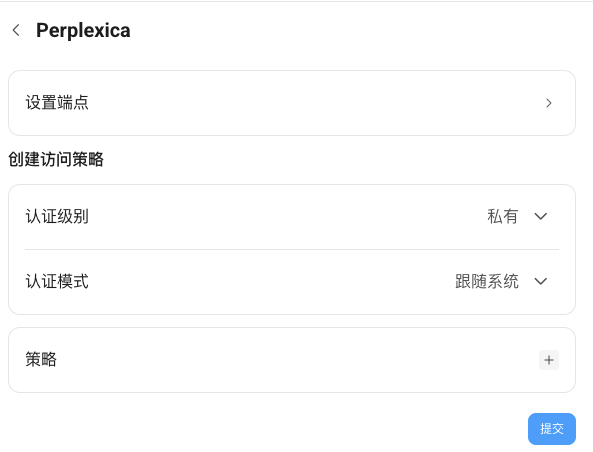 Perplexica
设置端点
创建访问策略
认证级别 私有
认证模式 跟随系统
策略
提交